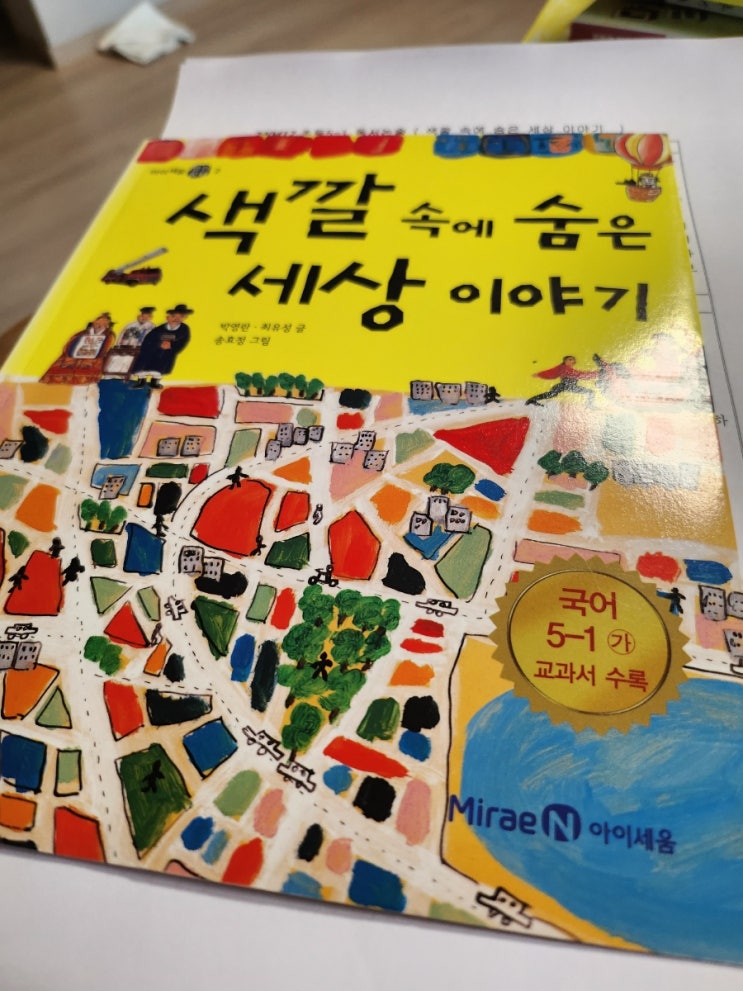 색깔 속에 숨은
세상 이야기
박영란·최유성 글
송효정 그림
국어
5-1 ㉮
교과서 수록
Mirae N 아이세움